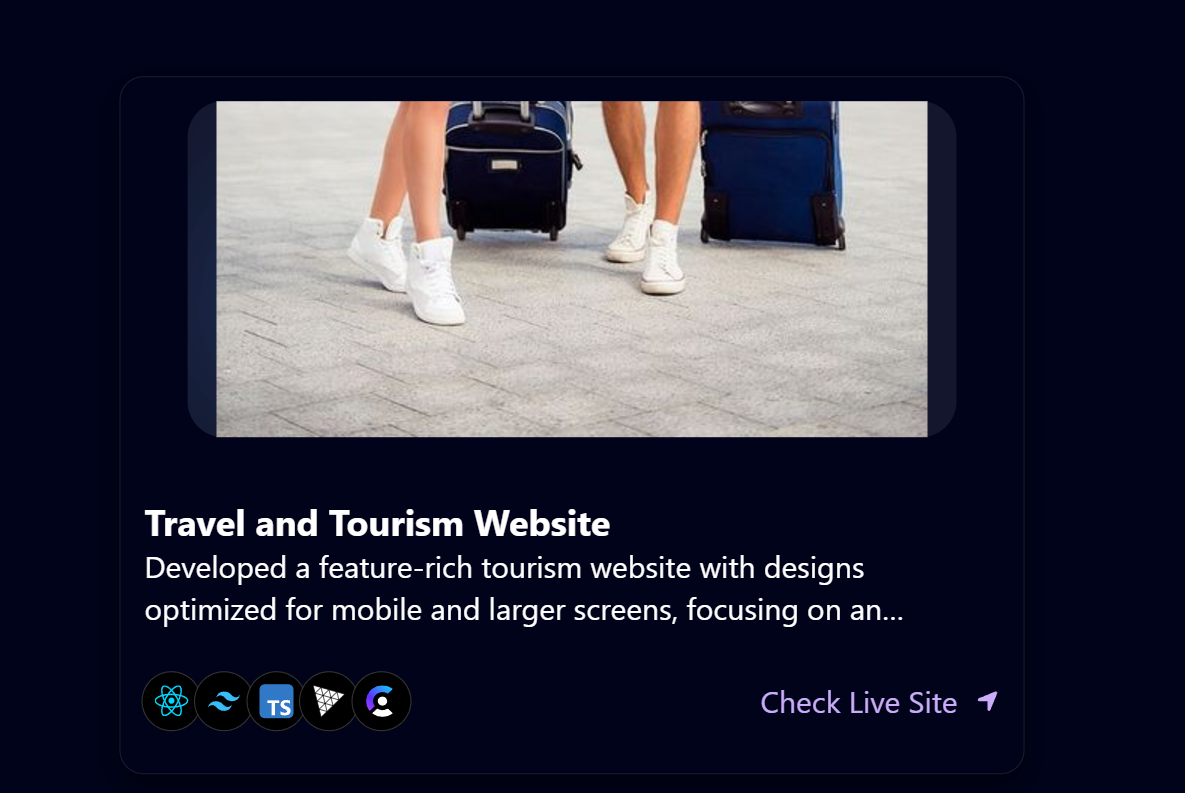 Travel and Tourism Website
Developed a feature-rich tourism website with designs
optimized for mobile and larger screens, focusing on an...
TS
Check Live Site